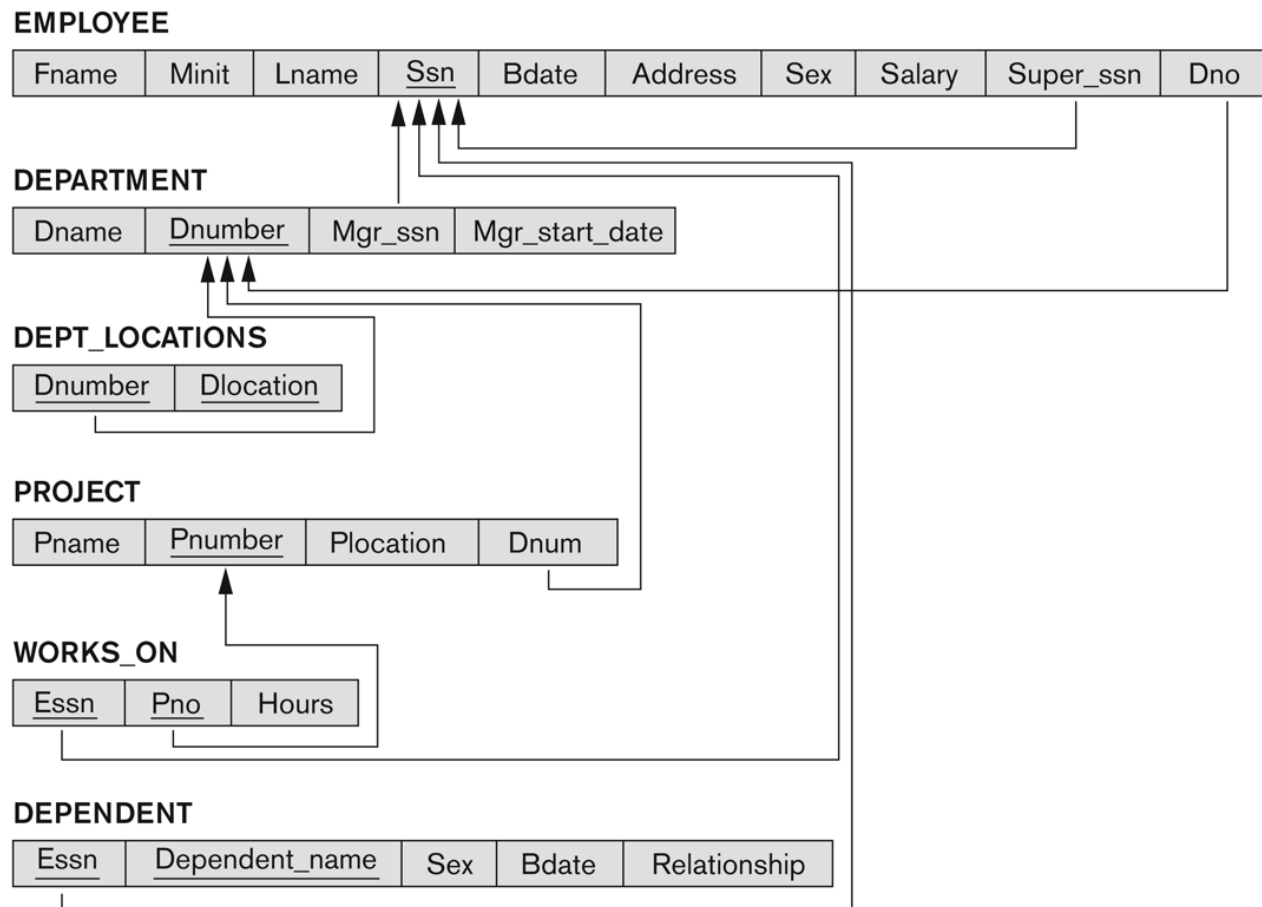 EMPLOYEE
Fname Minit Lname Ssn Bdate Address Sex Salary Super_ssn Dno
DEPARTMENT
Dname Dnumber Mgr_ssn Mgr_start_date
DEPT_LOCATIONS
Dnumber Dlocation
PROJECT
Pname Pnumber Plocation Dnum
WORKS_ON
Essn Pno Hours
DEPENDENT
Essn Dependent_name Sex Bdate Relationship